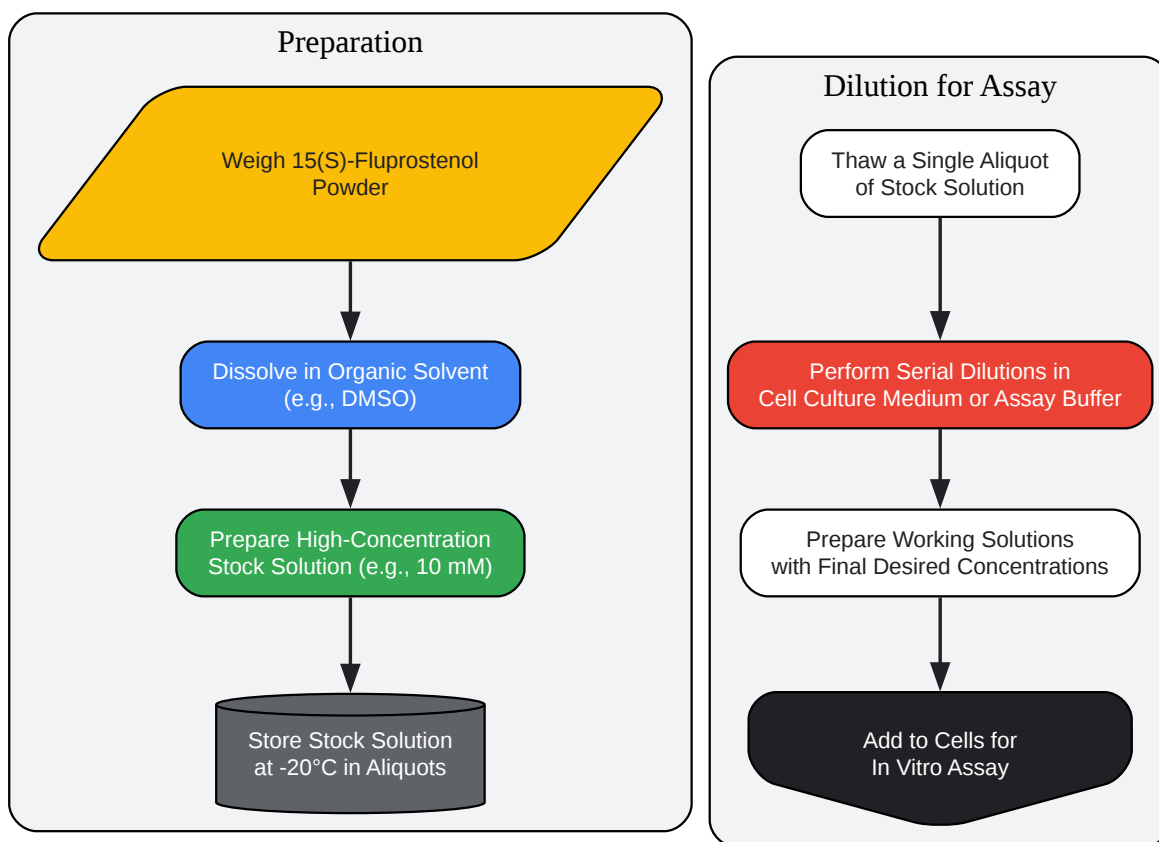 Preparation
Weigh 15(S)-Fluprostenol
Powder
Dissolve in Organic Solvent
(e.g., DMSO)
Prepare High-Concentration
Stock Solution (e.g., 10 mM)
Store Stock Solution
at -20°C in Aliquots
Dilution for Assay
Thaw a Single Aliquot
of Stock Solution
Perform Serial Dilutions in
Cell Culture Medium or Assay Buffer
Prepare Working Solutions
with Final Desired Concentrations
Add to Cells for
In Vitro Assay